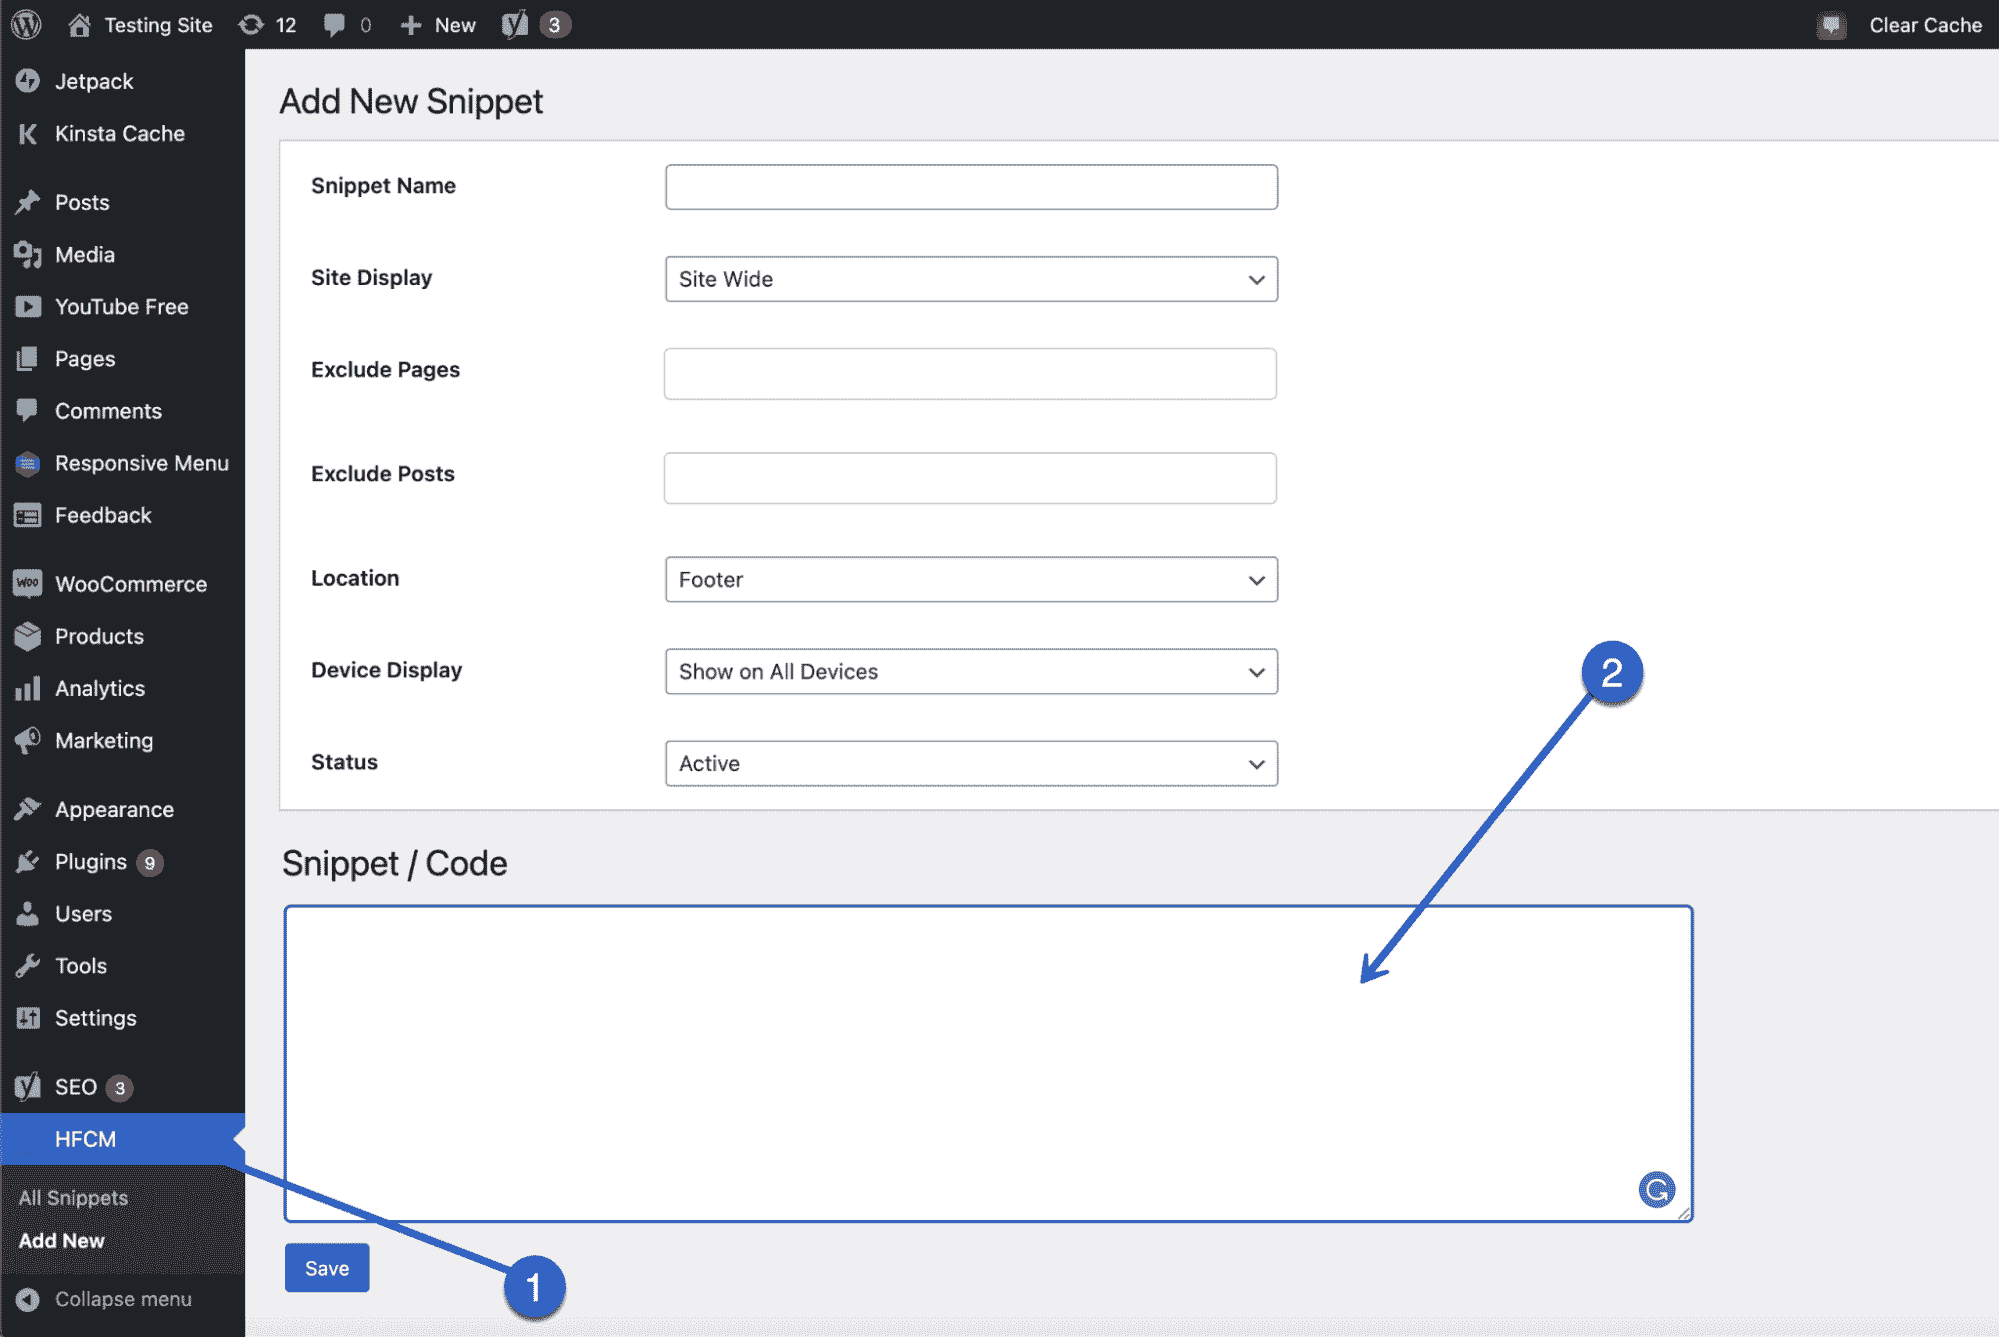 Testing Site 12 0 New 3 Clear Cache
Jetpack
Kinsta Cache
Posts
Media
YouTube Free
Pages
Comments
Responsive Menu
Feedback
woo WooCommerce
Products
Analytics
Marketing
Appearance
Plugins 9
Users
Tools
Settings
SEO 3
HFCM
All Snippets
Add New
Collapse menu
Add New Snippet
Snippet Name
Site Display Site Wide
Exclude Pages
Exclude Posts
Location Footer
Device Display Show on All Devices
Status Active
2
Snippet / Code
Save
1